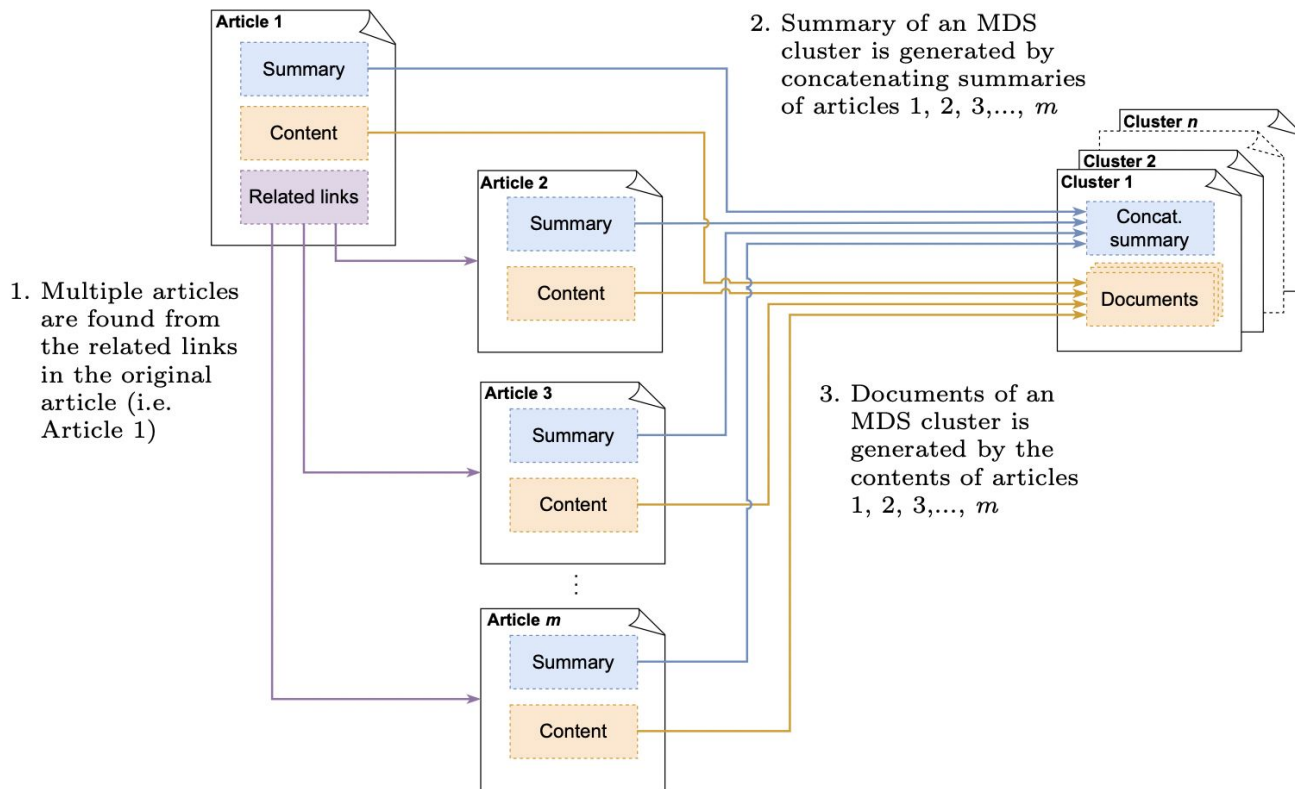 Article 1
Summary
Content
Related links
1. Multiple articles
are found from
the related links
in the original
article (i.e.
Article 1)
Article 2
Summary
Content
Article 3
Summary
Content
⋮
Article m
Summary
Content
2. Summary of an MDS
cluster is generated by
concatenating summaries
of articles 1, 2, 3,..., m
Cluster n
Cluster 2
Cluster 1
Concat.
summary
Documents
3. Documents of an
MDS cluster is
generated by the
contents of articles
1, 2, 3,..., m